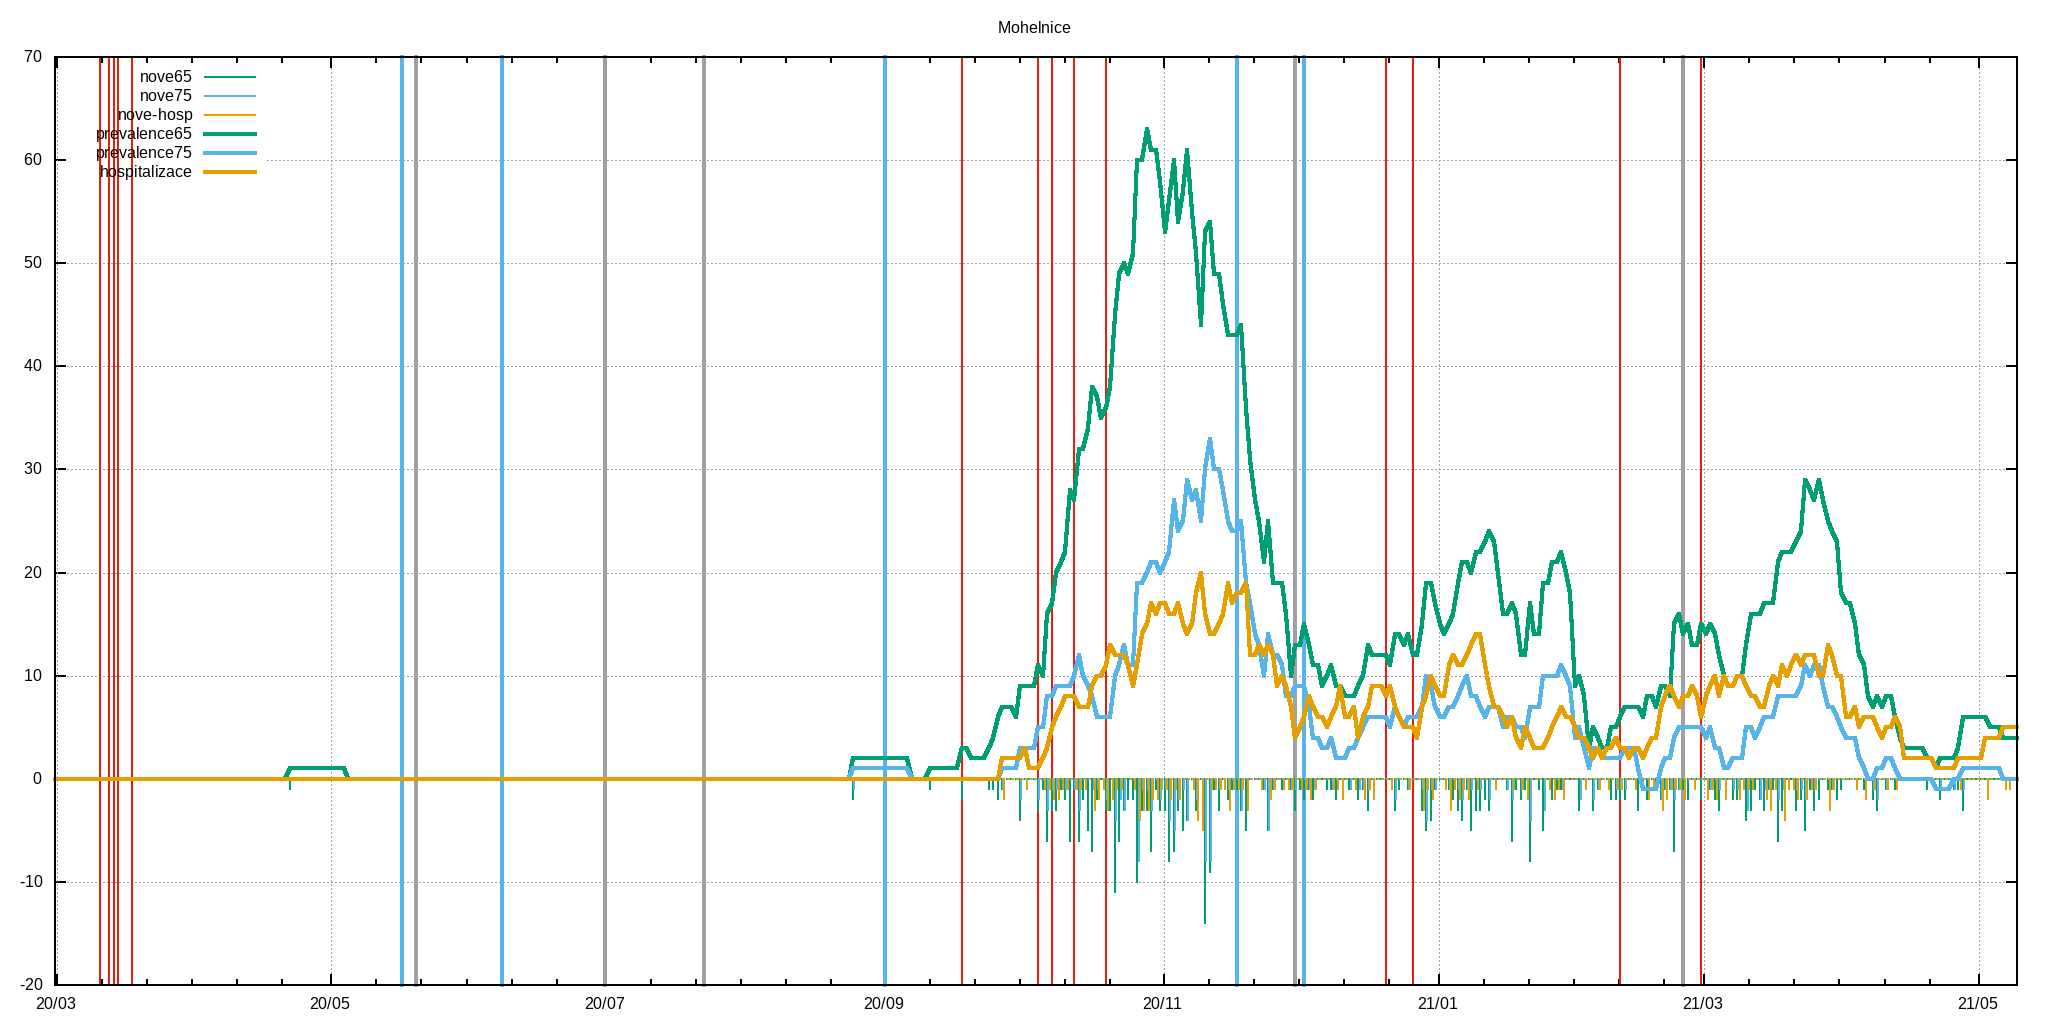 Mohelnice
70
60
50
40
30
20
10
0
-10
-20
nove65
nove75
nove-hosp
prevalence65
prevalence75
hospitalizace
20/03 20/05 20/07 20/09 20/11 21/01 21/03 21/05